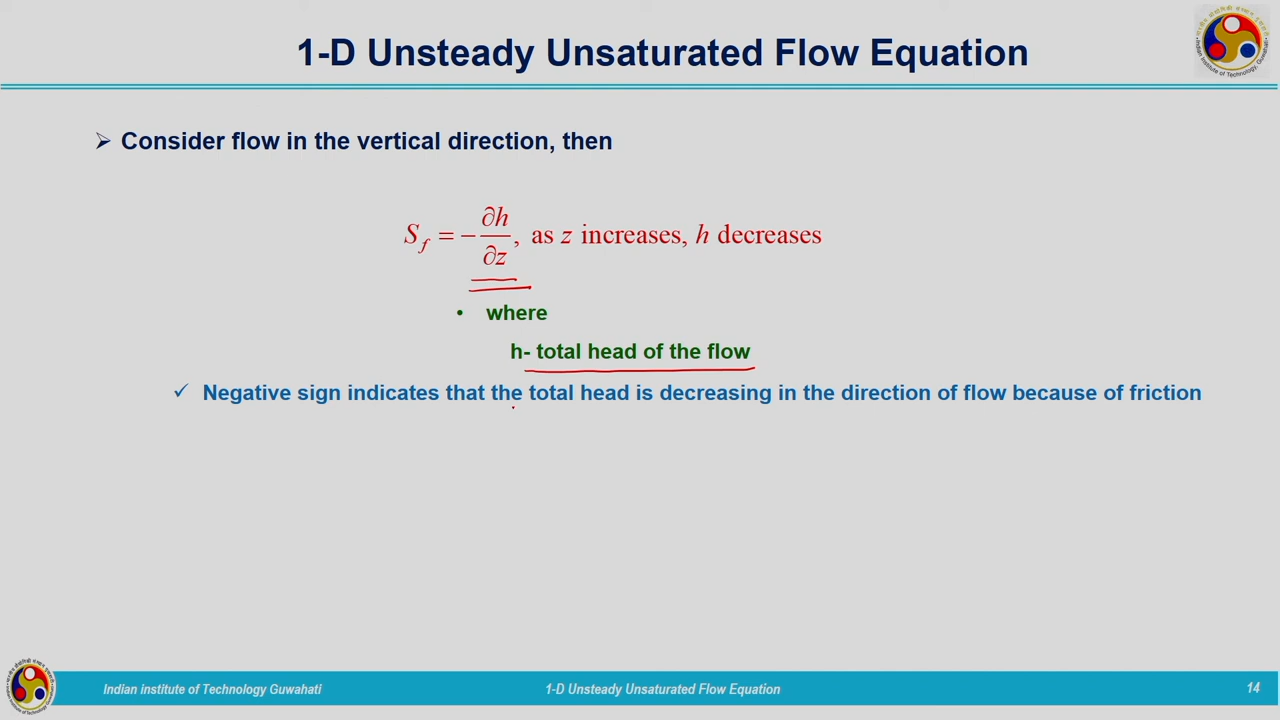 1-D Unsteady Unsaturated Flow Equation
➢ Consider flow in the vertical direction, then
S_f = −∂h/∂z, as z increases, h decreases
• where
h- total head of the flow
✓ Negative sign indicates that the total head is decreasing in the direction of flow because of friction
Indian institute of Technology Guwahati
1-D Unsteady Unsaturated Flow Equation
14